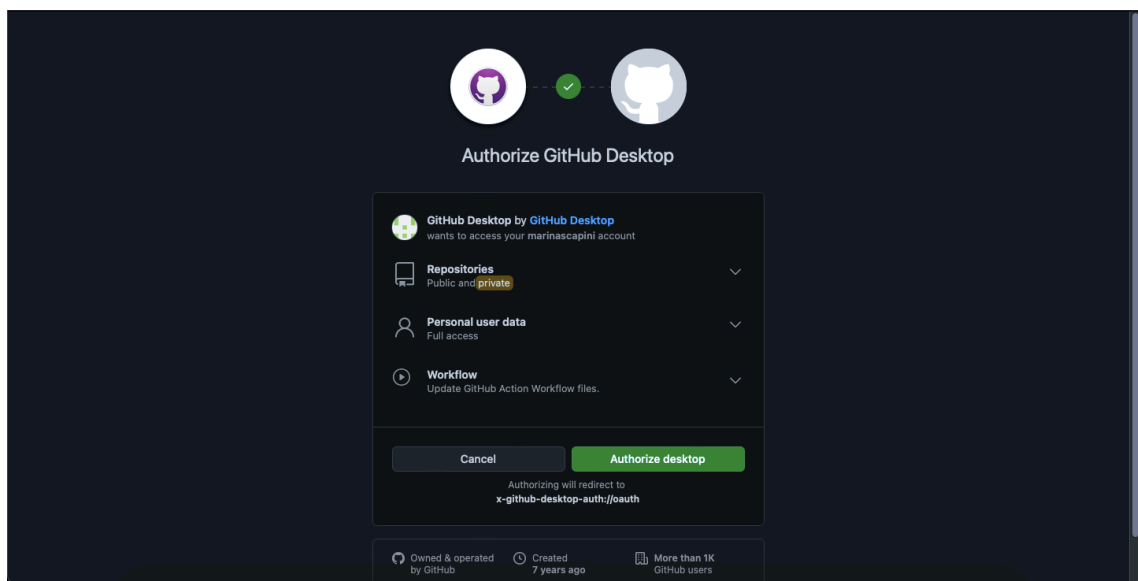 Authorize GitHub Desktop
GitHub Desktop by GitHub Desktop
wants to access your marinascapini account
Repositories
Public and private
Personal user data
Full access
Workflow
Update GitHub Action Workflow files.
Cancel
Authorize desktop
Authorizing will redirect to
x-github-desktop-auth://oauth
Owned & operated
by GitHub
Created
7 years ago
More than 1K
GitHub users